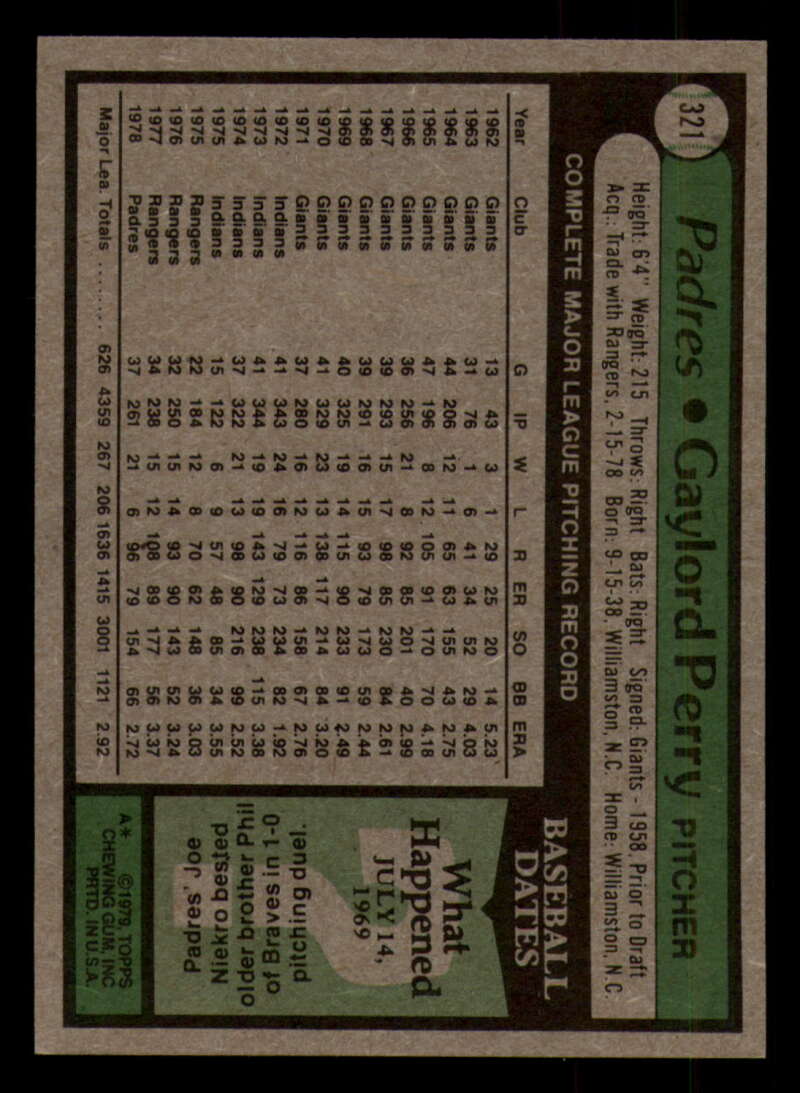 321
Padres • Gaylord Perry PITCHER
Height: 6'4" Weight: 215 Throws: Right Bats: Right Signed: Giants - 1958, Prior to Draft
Acq.: Trade with Rangers, 2-15-78 Born: 9-15-38, Williamston, N.C. Home: Williamston, N.C.
COMPLETE MAJOR LEAGUE PITCHING RECORD
Year Club G IP W L R ER SO BB ERA
1962 Giants 13 43 3 1 29 25 20 14 5.23
1963 Giants 31 76 1 6 41 34 52 29 4.03
1964 Giants 44 206 12 11 65 63 155 43 2.75
1965 Giants 47 196 8 12 105 91 170 70 4.18
1966 Giants 36 256 21 8 92 85 201 40 2.99
1967 Giants 39 293 15 17 98 85 230 84 2.61
1968 Giants 39 291 16 15 93 79 173 59 2.44
1969 Giants 40 325 19 14 115 90 233 91 2.49
1970 Giants 41 329 23 13 138 117 214 84 3.20
1971 Giants 37 280 16 12 116 86 158 67 2.76
1972 Indians 41 343 24 16 79 73 234 82 1.92
1973 Indians 41 344 19 19 143 129 238 115 3.38
1974 Indians 37 322 21 13 98 90 216 99 2.52
1975 Indians 15 122 6 9 57 48 85 34 3.55
1975 Rangers 22 184 12 8 70 62 148 36 3.03
1976 Rangers 32 250 15 14 93 90 143 52 3.24
1977 Rangers 34 238 15 12 108 89 177 56 3.37
1978 Padres 37 261 21 6 96 79 154 66 2.72
Major Lea. Totals ........ 626 4359 267 206 1636 1415 3001 1121 2.92
BASEBALL
DATES
What
Happened
JULY 14,
1969
Padres' Joe
Niekro bested
older brother Phil
of Braves in 1-0
pitching duel.
A* ©1979, TOPPS
CHEWING GUM, INC
PRTD. IN U.S.A.